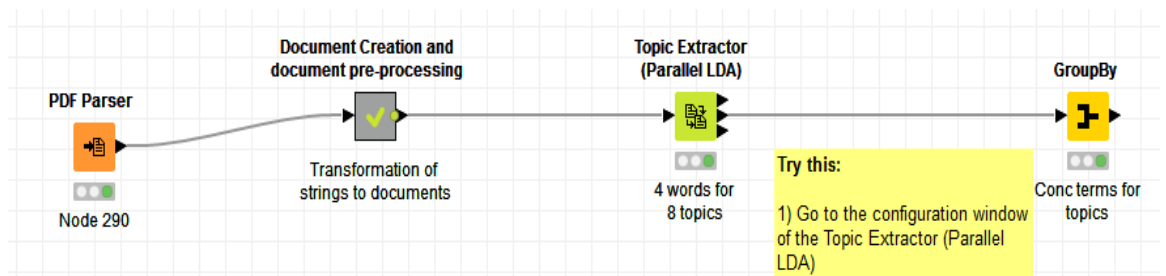 PDF Parser
Node 290
Document Creation and
document pre-processing
Transformation of
strings to documents
Topic Extractor
(Parallel LDA)
4 words for
8 topics
Try this:
1) Go to the configuration window
of the Topic Extractor (Parallel
LDA)
GroupBy
Conc terms for
topics